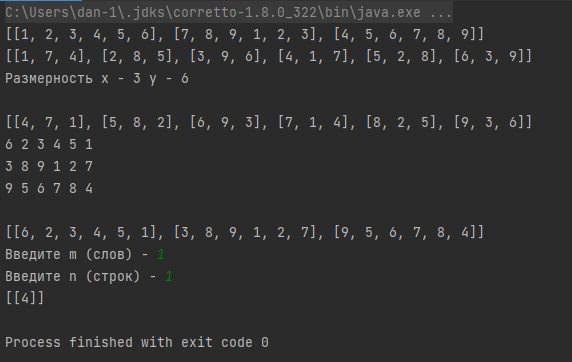 C:\Users\dan-1\.jdks\corretto-1.8.0_322\bin\java.exe ...
[[1, 2, 3, 4, 5, 6], [7, 8, 9, 1, 2, 3], [4, 5, 6, 7, 8, 9]]
[[1, 7, 4], [2, 8, 5], [3, 9, 6], [4, 1, 7], [5, 2, 8], [6, 3, 9]]
Размерность x - 3 y - 6
[[4, 7, 1], [5, 8, 2], [6, 9, 3], [7, 1, 4], [8, 2, 5], [9, 3, 6]]
6 2 3 4 5 1
3 8 9 1 2 7
9 5 6 7 8 4
[[6, 2, 3, 4, 5, 1], [3, 8, 9, 1, 2, 7], [9, 5, 6, 7, 8, 4]]
Введите m (слов) - 1
Введите n (строк) - 1
[[4]]
Process finished with exit code 0